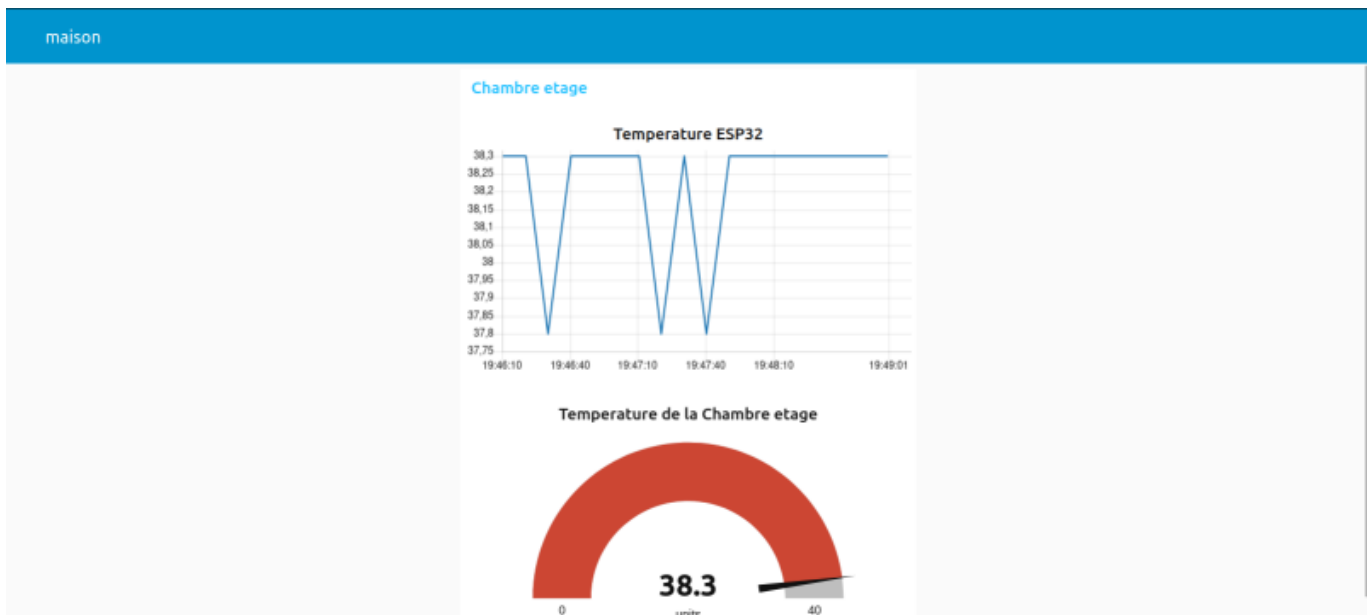 maison
Chambre etage
Temperature ESP32
38,3
38,25
38,2
38,15
38,1
38,05
38
37,95
37,9
37,85
37,8
37,75
19:46:10 19:46:40 19:47:10 19:47:40 19:48:10 19:49:01
Temperature de la Chambre etage
38.3
0 units 40